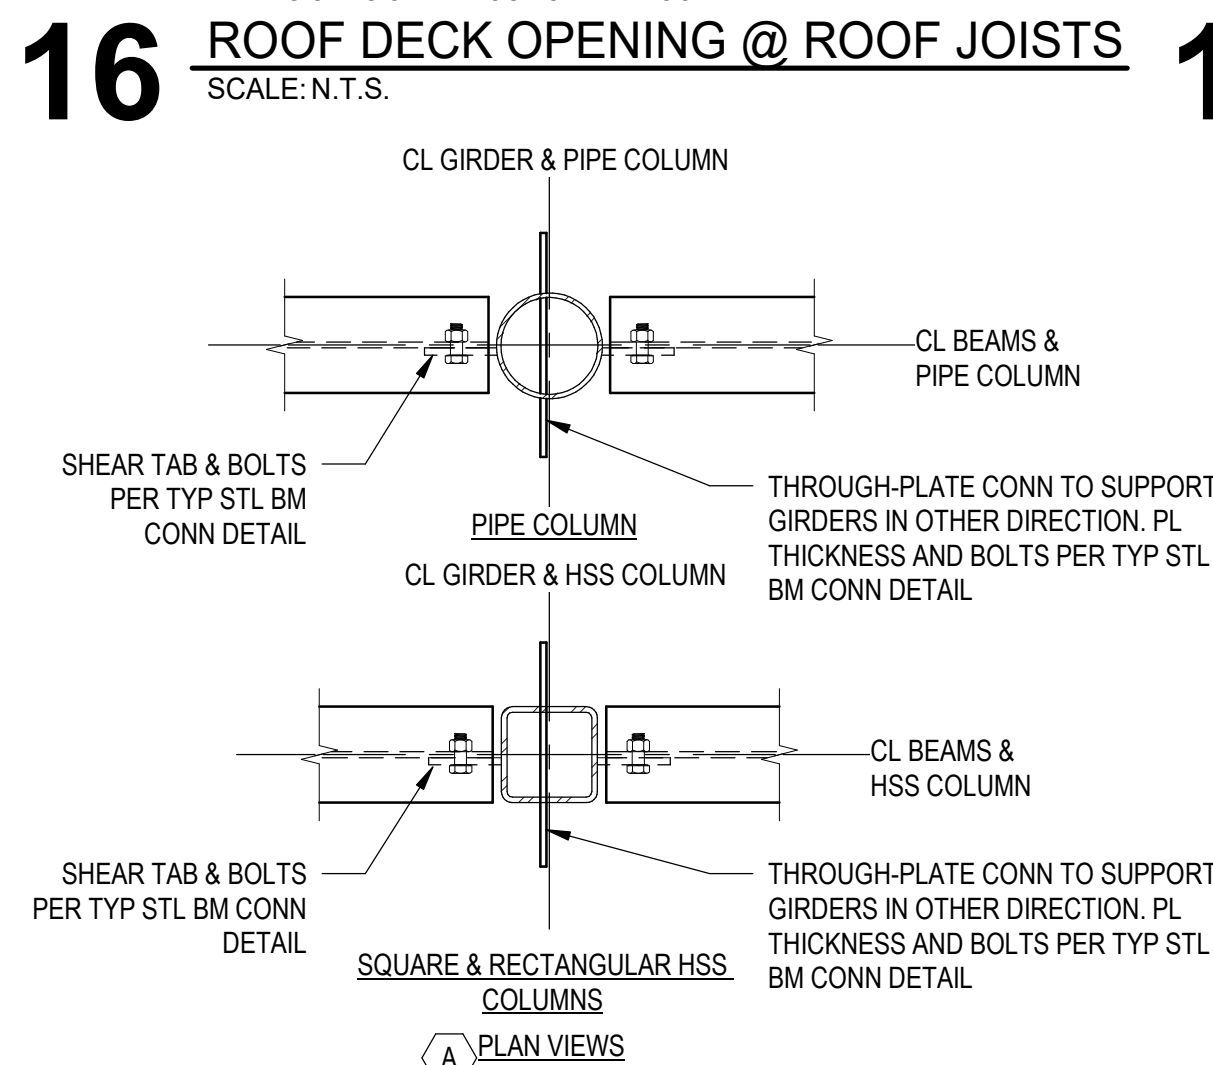 16 ROOF DECK OPENING @ ROOF JOISTS
SCALE: N.T.S.
CL GIRDER & PIPE COLUMN
CL BEAMS &
PIPE COLUMN
SHEAR TAB & BOLTS
PER TYP STL BM
CONN DETAIL
THROUGH-PLATE CONN TO SUPPORT
GIRDERS IN OTHER DIRECTION. PL
THICKNESS AND BOLTS PER TYP STL
BM CONN DETAIL
PIPE COLUMN
CL GIRDER & HSS COLUMN
CL BEAMS &
HSS COLUMN
SHEAR TAB & BOLTS
PER TYP STL BM CONN
DETAIL
THROUGH-PLATE CONN TO SUPPORT
GIRDERS IN OTHER DIRECTION. PL
THICKNESS AND BOLTS PER TYP STL
BM CONN DETAIL
SQUARE & RECTANGULAR HSS
COLUMNS
A PLAN VIEWS